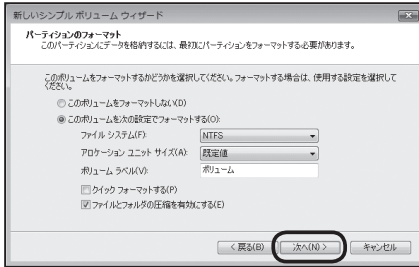 新しいシンプル ボリューム ウィザード
パーティションのフォーマット
このパーティションにデータを格納するには、最初にパーティションをフォーマットする必要があります。
このボリュームをフォーマットするかどうかを選択してください。フォーマットする場合は、使用する設定を選択して
ください。
このボリュームをフォーマットしない(D)
このボリュームを次の設定でフォーマットする(O):
ファイル システム(F): NTFS
アロケーション ユニット サイズ(A): 既定値
ボリューム ラベル(V): ボリューム
クイック フォーマットする(P)
ファイルとフォルダの圧縮を有効にする(E)
< 戻る(B) 次へ(N) > キャンセル